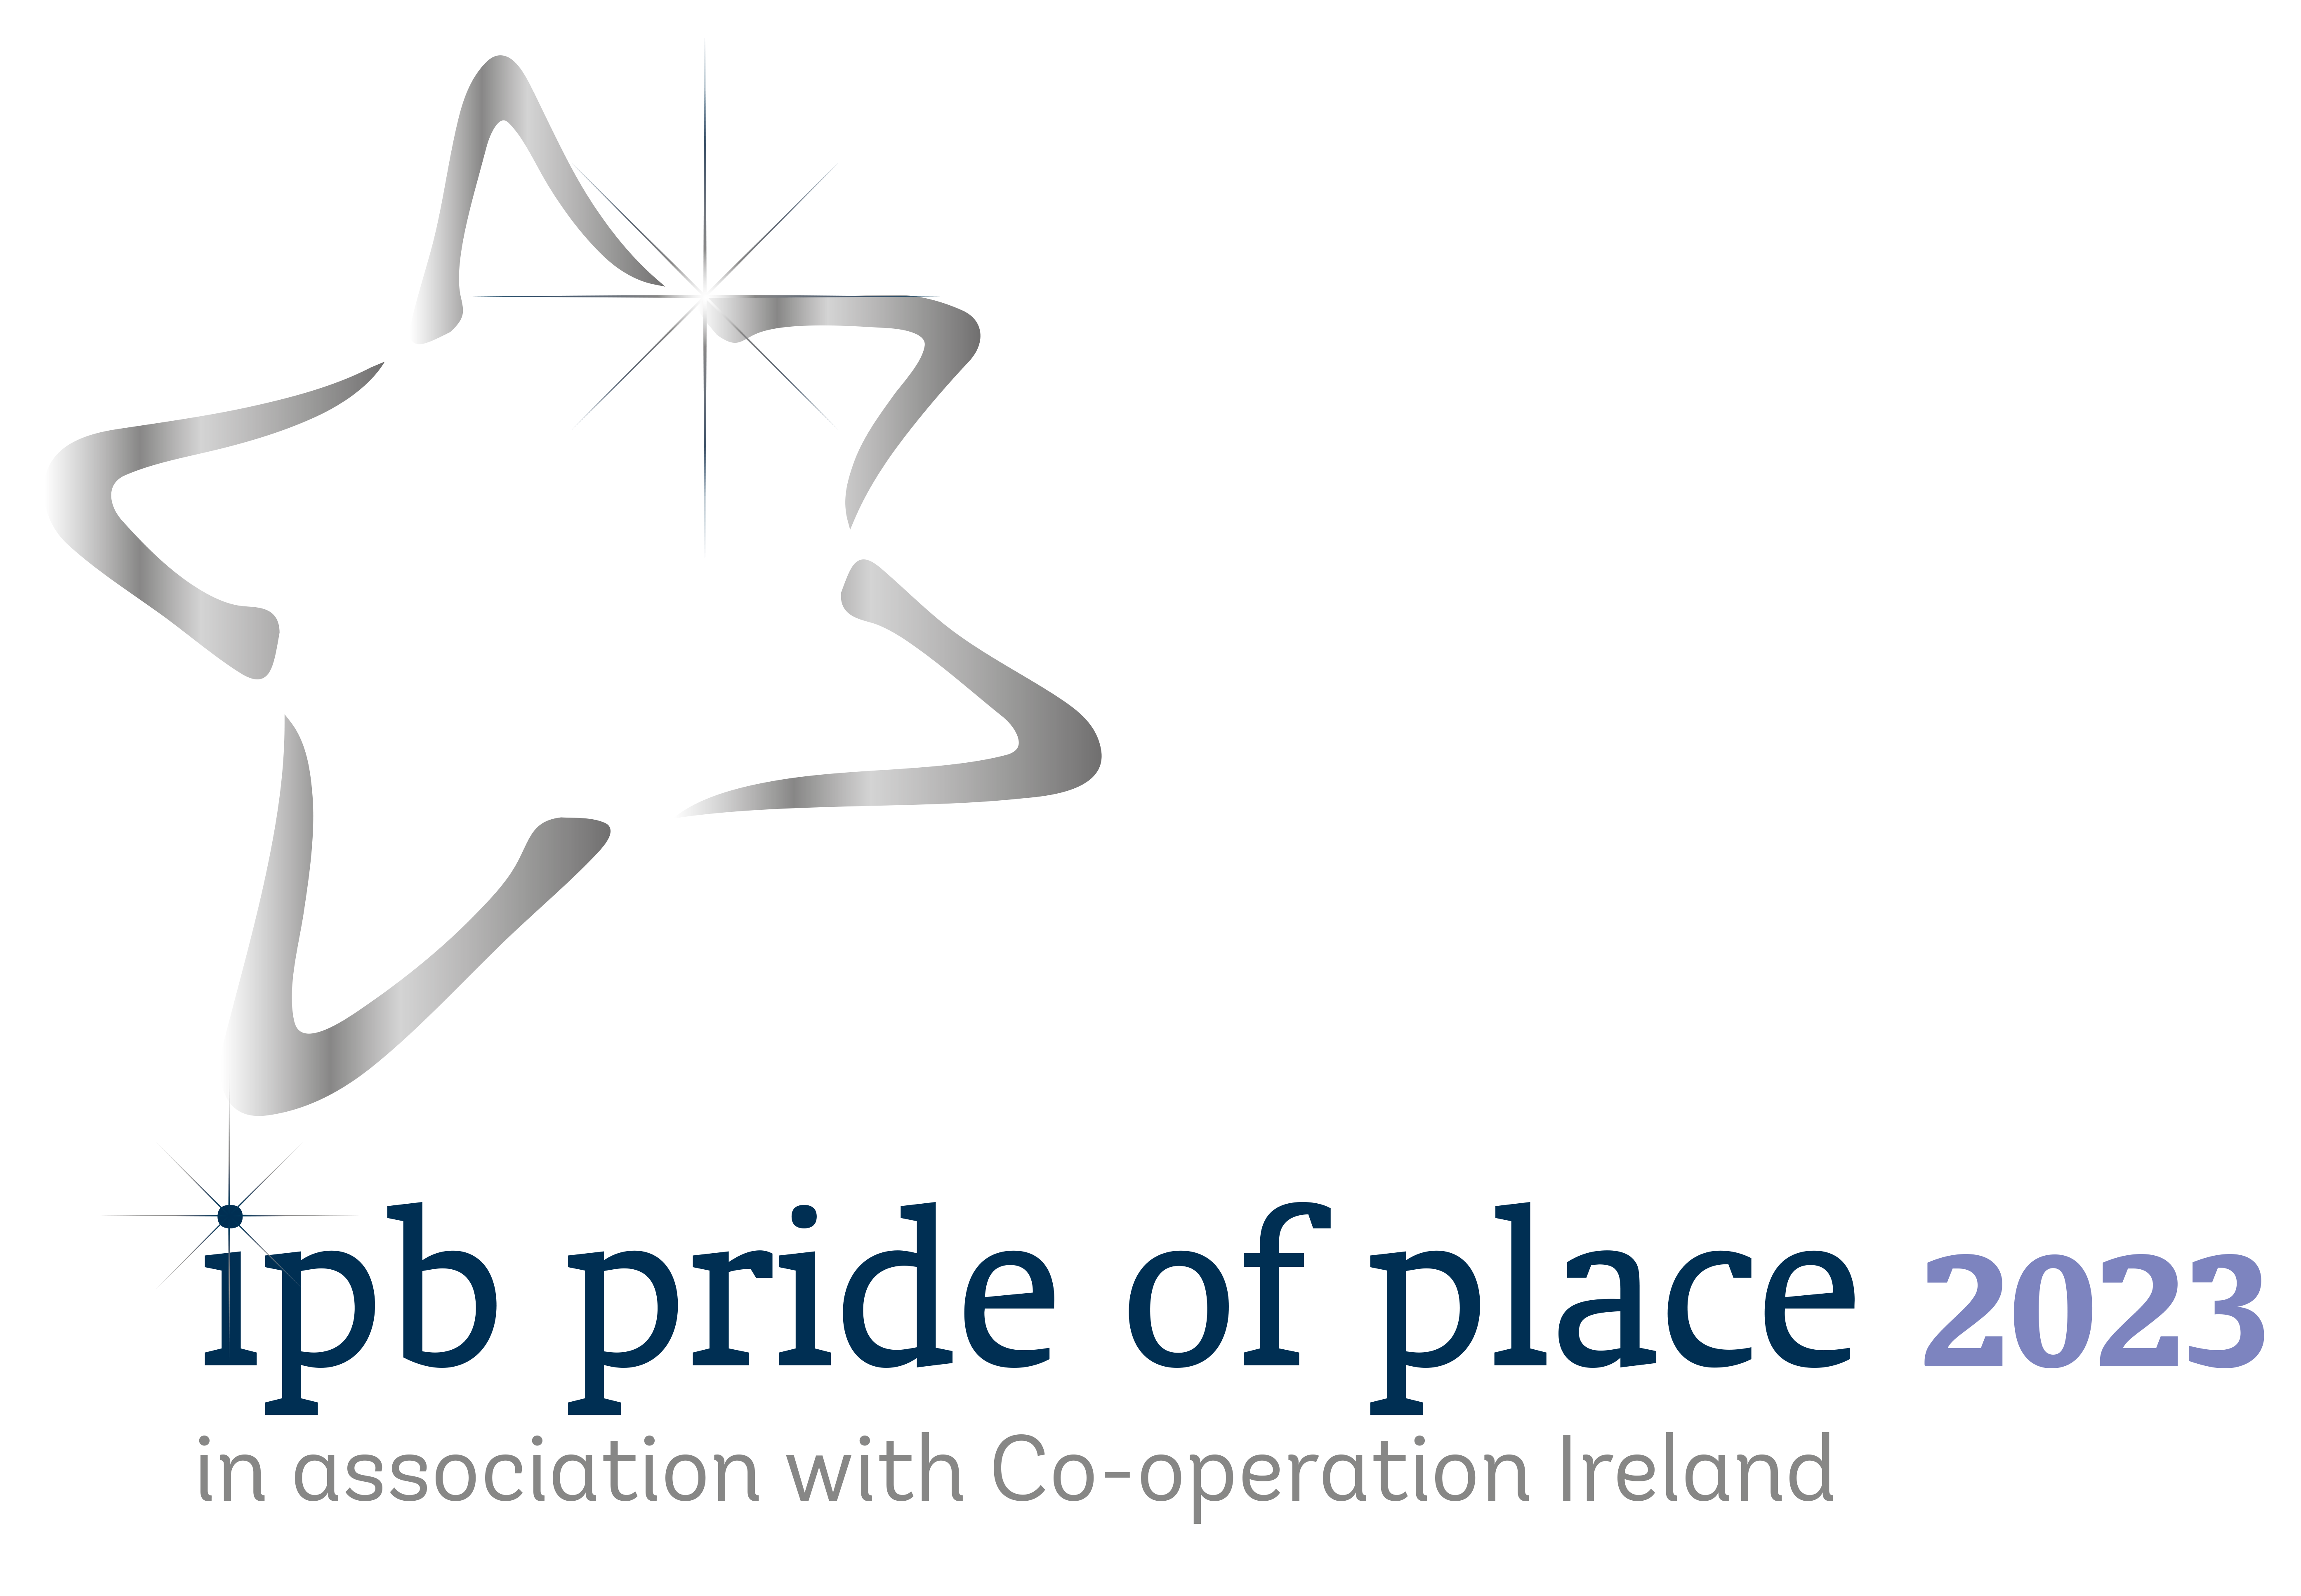 ipb pride of place 2023
in association with Co-operation Ireland